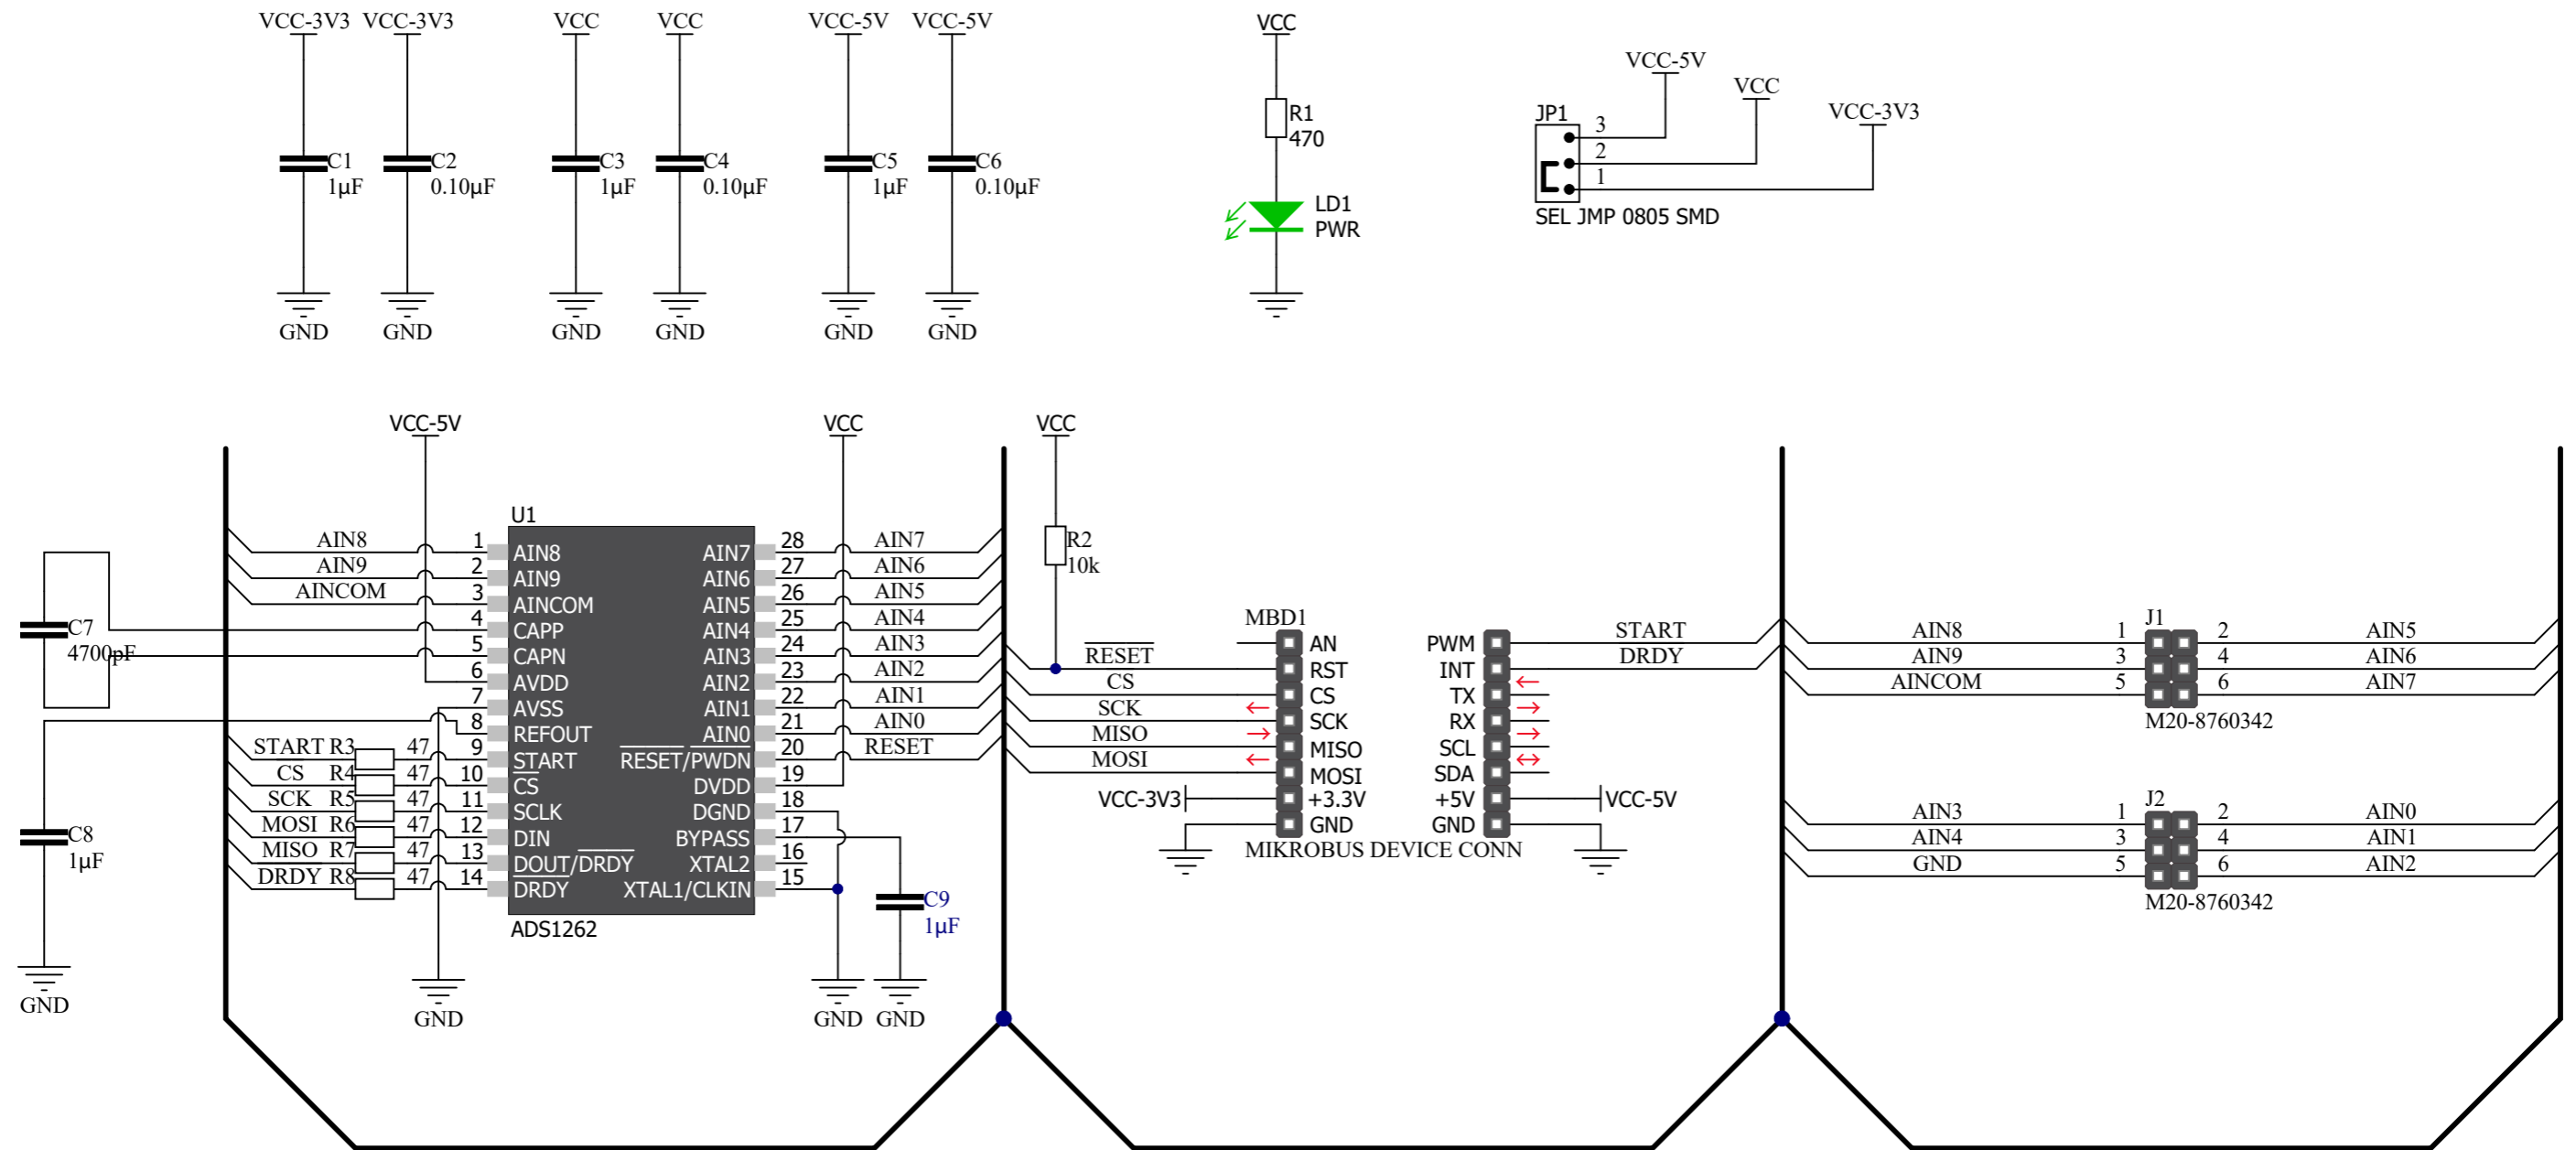 VCC-3V3 VCC-3V3 VCC VCC VCC-5V VCC-5V VCC
C1 C2 C3 C4 C5 C6
1µF 0.10µF 1µF 0.10µF 1µF 0.10µF
GND GND GND GND GND GND
R1
470
LD1
PWR
VCC-5V
VCC
VCC-3V3
JP1
3
2
1
SEL JMP 0805 SMD
VCC-5V VCC VCC
U1
AIN8 1 AIN8 AIN7 28 AIN7
AIN9 2 AIN9 AIN6 27 AIN6
AINCOM 3 AINCOM AIN5 26 AIN5
4 CAPP AIN4 25 AIN4
5 CAPN AIN3 24 AIN3
6 AVDD AIN2 23 AIN2
7 AVSS AIN1 22 AIN1
8 REFOUT AIN0 21 AIN0
START R3 47 9 START RESET/PWDN 20 RESET
CS R4 47 10 CS DVDD 19
SCK R5 47 11 SCLK DGND 18
MOSI R6 47 12 DIN BYPASS 17
MISO R7 47 13 DOUT/DRDY XTAL2 16
DRDY R8 47 14 DRDY XTAL1/CLKIN 15
ADS1262
C7
4700pF
C8
1µF
GND
GND
GND GND
C9
1µF
R2
10k
MBD1
AN PWM START
RESET RST INT DRDY
CS CS TX
SCK SCK RX
MISO MISO SCL
MOSI MOSI SDA
VCC-3V3 +3.3V +5V VCC-5V
GND GND
MIKROBUS DEVICE CONN
J1
AIN8 1 2 AIN5
AIN9 3 4 AIN6
AINCOM 5 6 AIN7
M20-8760342
J2
AIN3 1 2 AIN0
AIN4 3 4 AIN1
GND 5 6 AIN2
M20-8760342